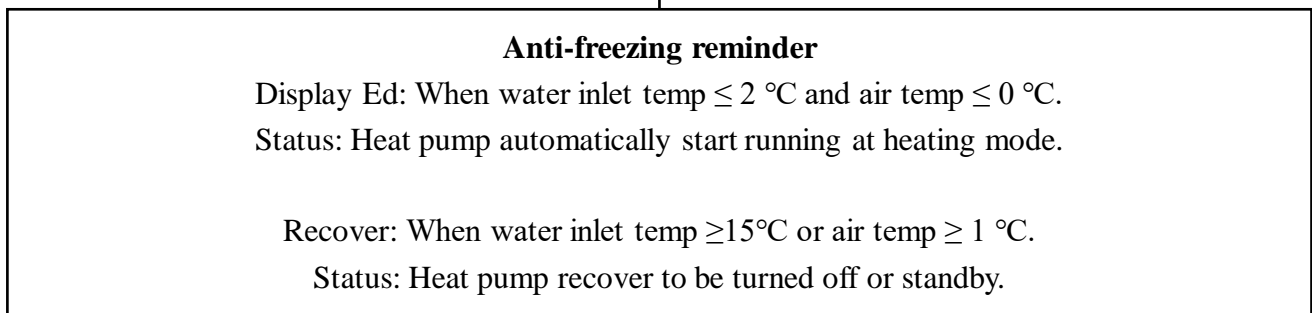 Anti-freezing reminder
Display Ed: When water inlet temp ≤ 2 ℃ and air temp ≤ 0 ℃.
Status: Heat pump automatically start running at heating mode.
Recover: When water inlet temp ≥15℃ or air temp ≥ 1 ℃.
Status: Heat pump recover to be turned off or standby.